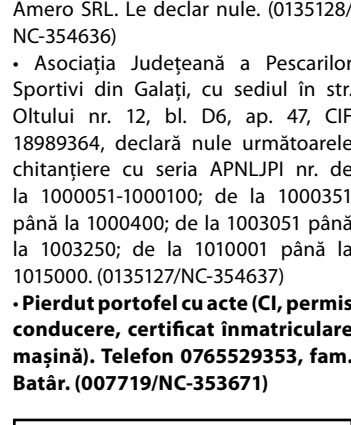 Amero SRL. Le declar nule. (0135128/
NC-354636)
• Asociația Județeană a Pescarilor
Sportivi din Galați, cu sediul în str.
Oltului nr. 12, bl. D6, ap. 47, CIF
18989364, declară nule următoarele
chitanțiere cu seria APNLJPI nr. de
la 1000051-1000100; de la 1000351
până la 1000400; de la 1003051 până
la 1003250; de la 1010001 până la
1015000. (0135127/NC-354637)
• Pierdut portofel cu acte (CI, permis
conducere, certificat înmatriculare
mașină). Telefon 0765529353, fam.
Batâr. (007719/NC-353671)